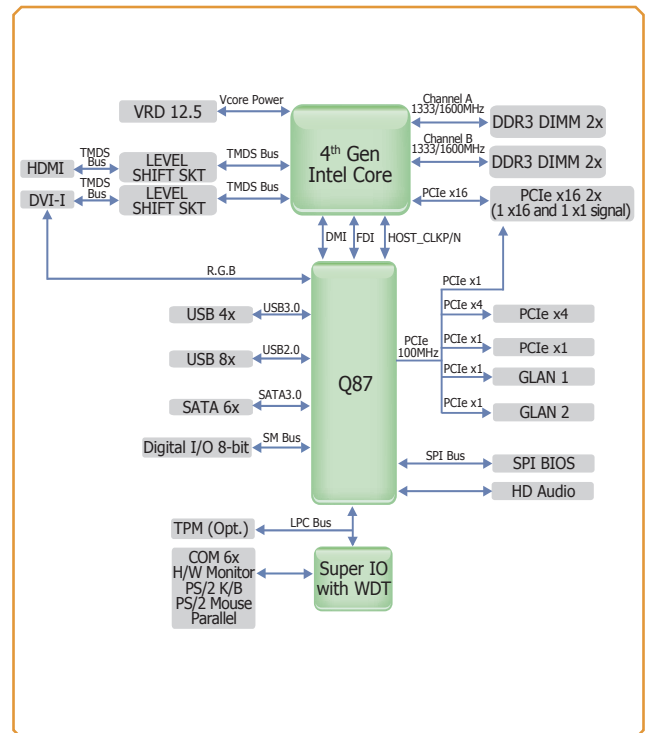 Vcore Power
VRD 12.5
4th Gen
Intel Core
Channel A
1333/1600MHz
DDR3 DIMM 2x
Channel B
1333/1600MHz
DDR3 DIMM 2x
HDMI
TMDS
Bus
LEVEL
SHIFT SKT
TMDS Bus
DVI-I
TMDS
Bus
LEVEL
SHIFT SKT
TMDS Bus
PCIe x16
PCIe x16 2x
(1 x16 and 1 x1 signal)
DMI
FDI
HOST_CLKP/N
R.G.B
Q87
USB 4x
USB3.0
USB 8x
USB2.0
SATA 6x
SATA3.0
Digital I/O 8-bit
SM Bus
PCIe
100MHz
PCIe x1
PCIe x4
PCIe x4
PCIe x1
PCIe x1
PCIe x1
GLAN 1
PCIe x1
GLAN 2
SPI Bus
SPI BIOS
HD Audio
TPM (Opt.)
LPC Bus
COM 6x
H/W Monitor
PS/2 K/B
PS/2 Mouse
Parallel
Super IO
with WDT